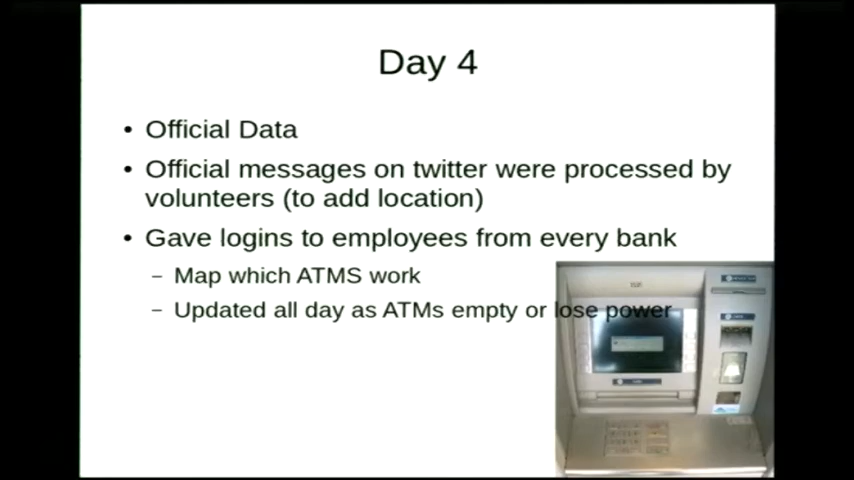 Day 4
• Official Data
• Official messages on twitter were processed by
volunteers (to add location)
• Gave logins to employees from every bank
– Map which ATMS work
– Updated all day as ATMs empty or lose power